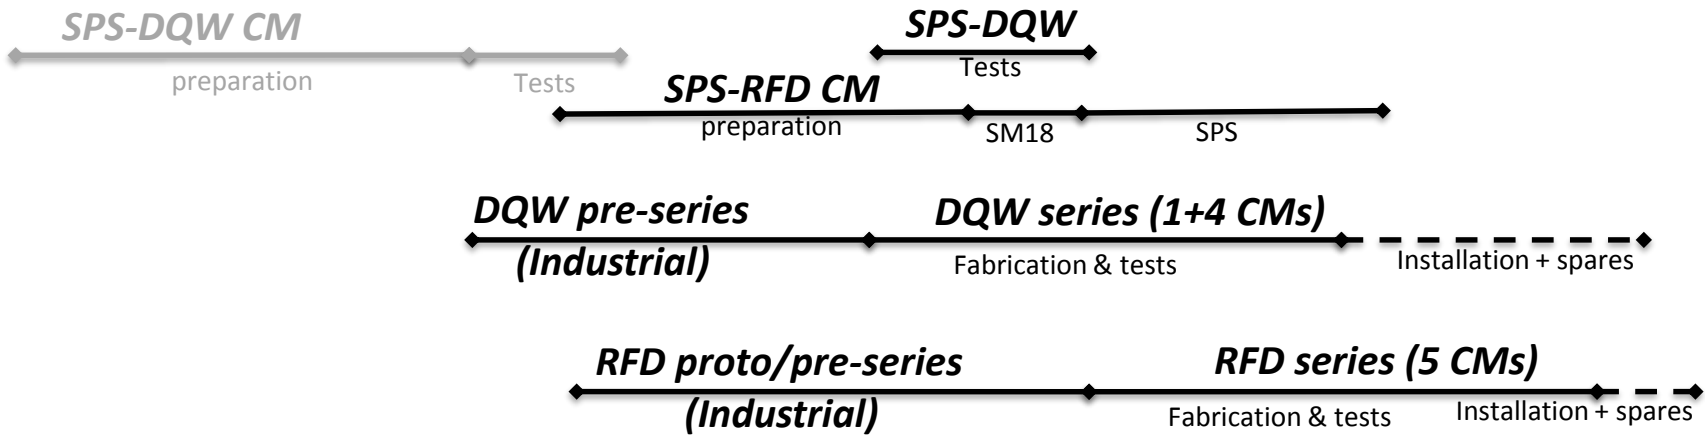 SPS-DQW CM
preparation
Tests
SPS-DQW
Tests
SPS-RFD CM
preparation
SM18
SPS
DQW pre-series
(Industrial)
DQW series (1+4 CMs)
Fabrication & tests
Installation + spares
RFD proto/pre-series
(Industrial)
RFD series (5 CMs)
Fabrication & tests
Installation + spares